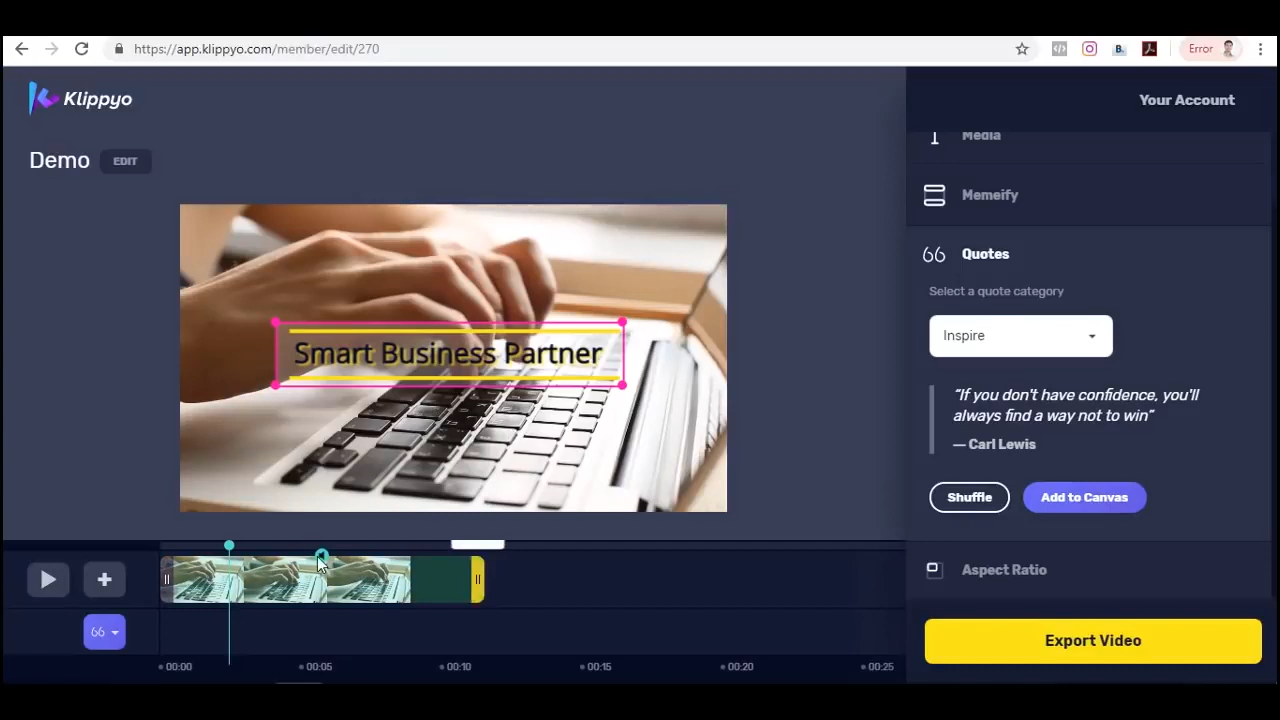 https://app.klippyo.com/member/edit/270
Error
Klippyo
Your Account
Demo
EDIT
Media
Memeify
Quotes
Select a quote category
Inspire
Smart Business Partner
“If you don't have confidence, you'll
always find a way not to win”
— Carl Lewis
Shuffle
Add to Canvas
Aspect Ratio
Export Video
00:00
00:05
00:10
00:15
00:20
00:25